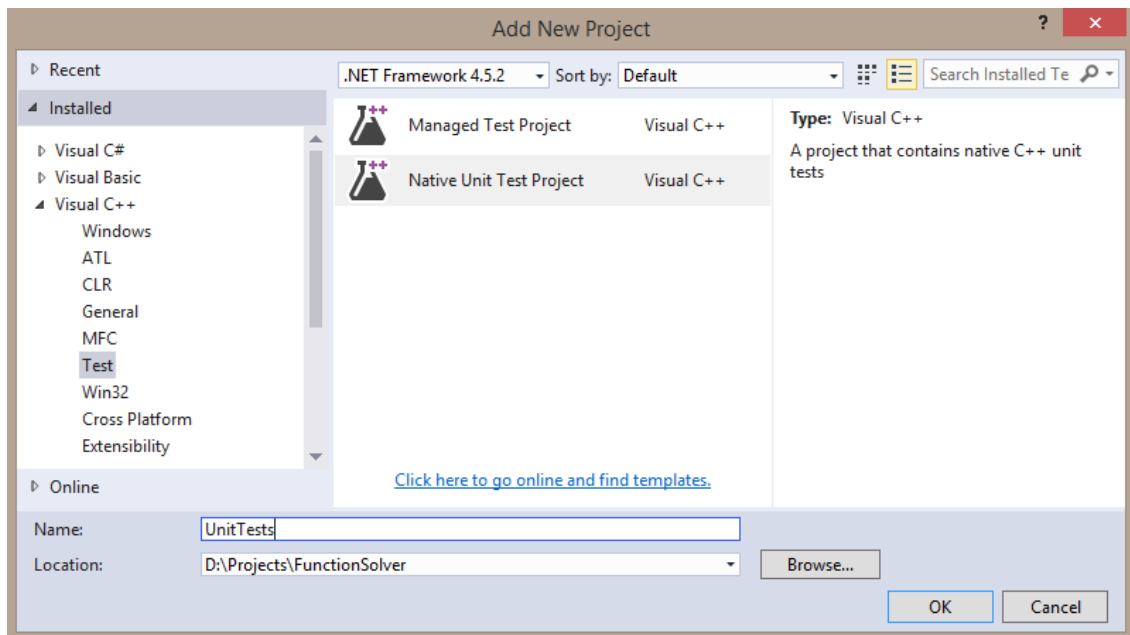 Add New Project
?
Recent
.NET Framework 4.5.2
Sort by: Default
Search Installed Te
Installed
Visual C#
Visual Basic
Visual C++
Windows
ATL
CLR
General
MFC
Test
Win32
Cross Platform
Extensibility
Online
Managed Test Project Visual C++
Native Unit Test Project Visual C++
Click here to go online and find templates.
Type: Visual C++
A project that contains native C++ unit
tests
Name: UnitTests
Location: D:\Projects\FunctionSolver
Browse...
OK
Cancel